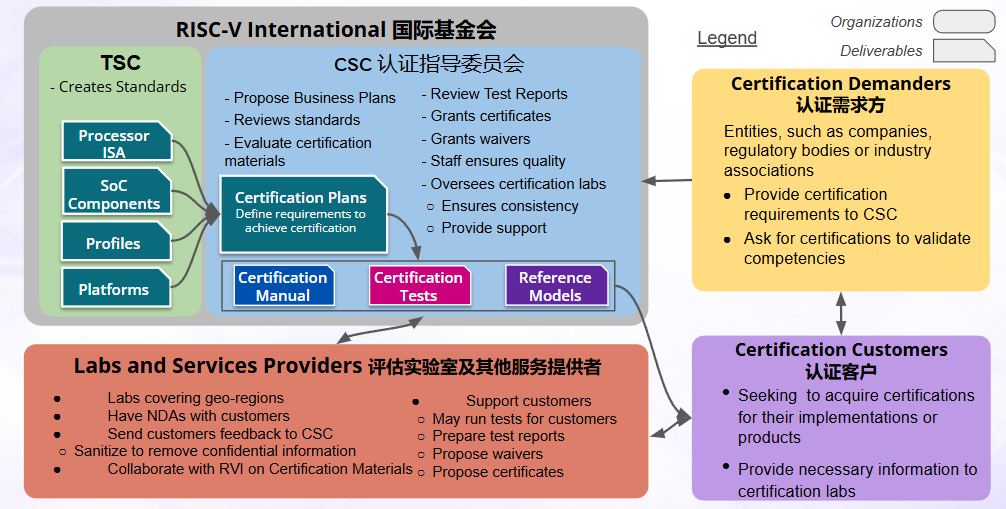 RISC-V International 国际基金会
Legend
Organizations
Deliverables
TSC
- Creates Standards
Processor
ISA
SoC
Components
Profiles
Platforms
CSC 认证指导委员会
- Propose Business Plans
- Reviews standards
- Evaluate certification
materials
- Review Test Reports
- Grants certificates
- Grants waivers
- Staff ensures quality
- Oversees certification labs
○ Ensures consistency
○ Provide support
Certification Plans
Define requirements to
achieve certification
Certification
Manual
Certification
Tests
Reference
Models
Certification Demanders
认证需求方
Entities, such as companies,
regulatory bodies or industry
associations
● Provide certification
requirements to CSC
● Ask for certifications to validate
competencies
Labs and Services Providers 评估实验室及其他服务提供者
● Labs covering geo-regions
● Have NDAs with customers
● Send customers feedback to CSC
○ Sanitize to remove confidential information
● Collaborate with RVI on Certification Materials
● Support customers
○ May run tests for customers
○ Prepare test reports
○ Propose waivers
○ Propose certificates
Certification Customers
认证客户
• Seeking to acquire certifications
for their implementations or
products
• Provide necessary information to
certification labs